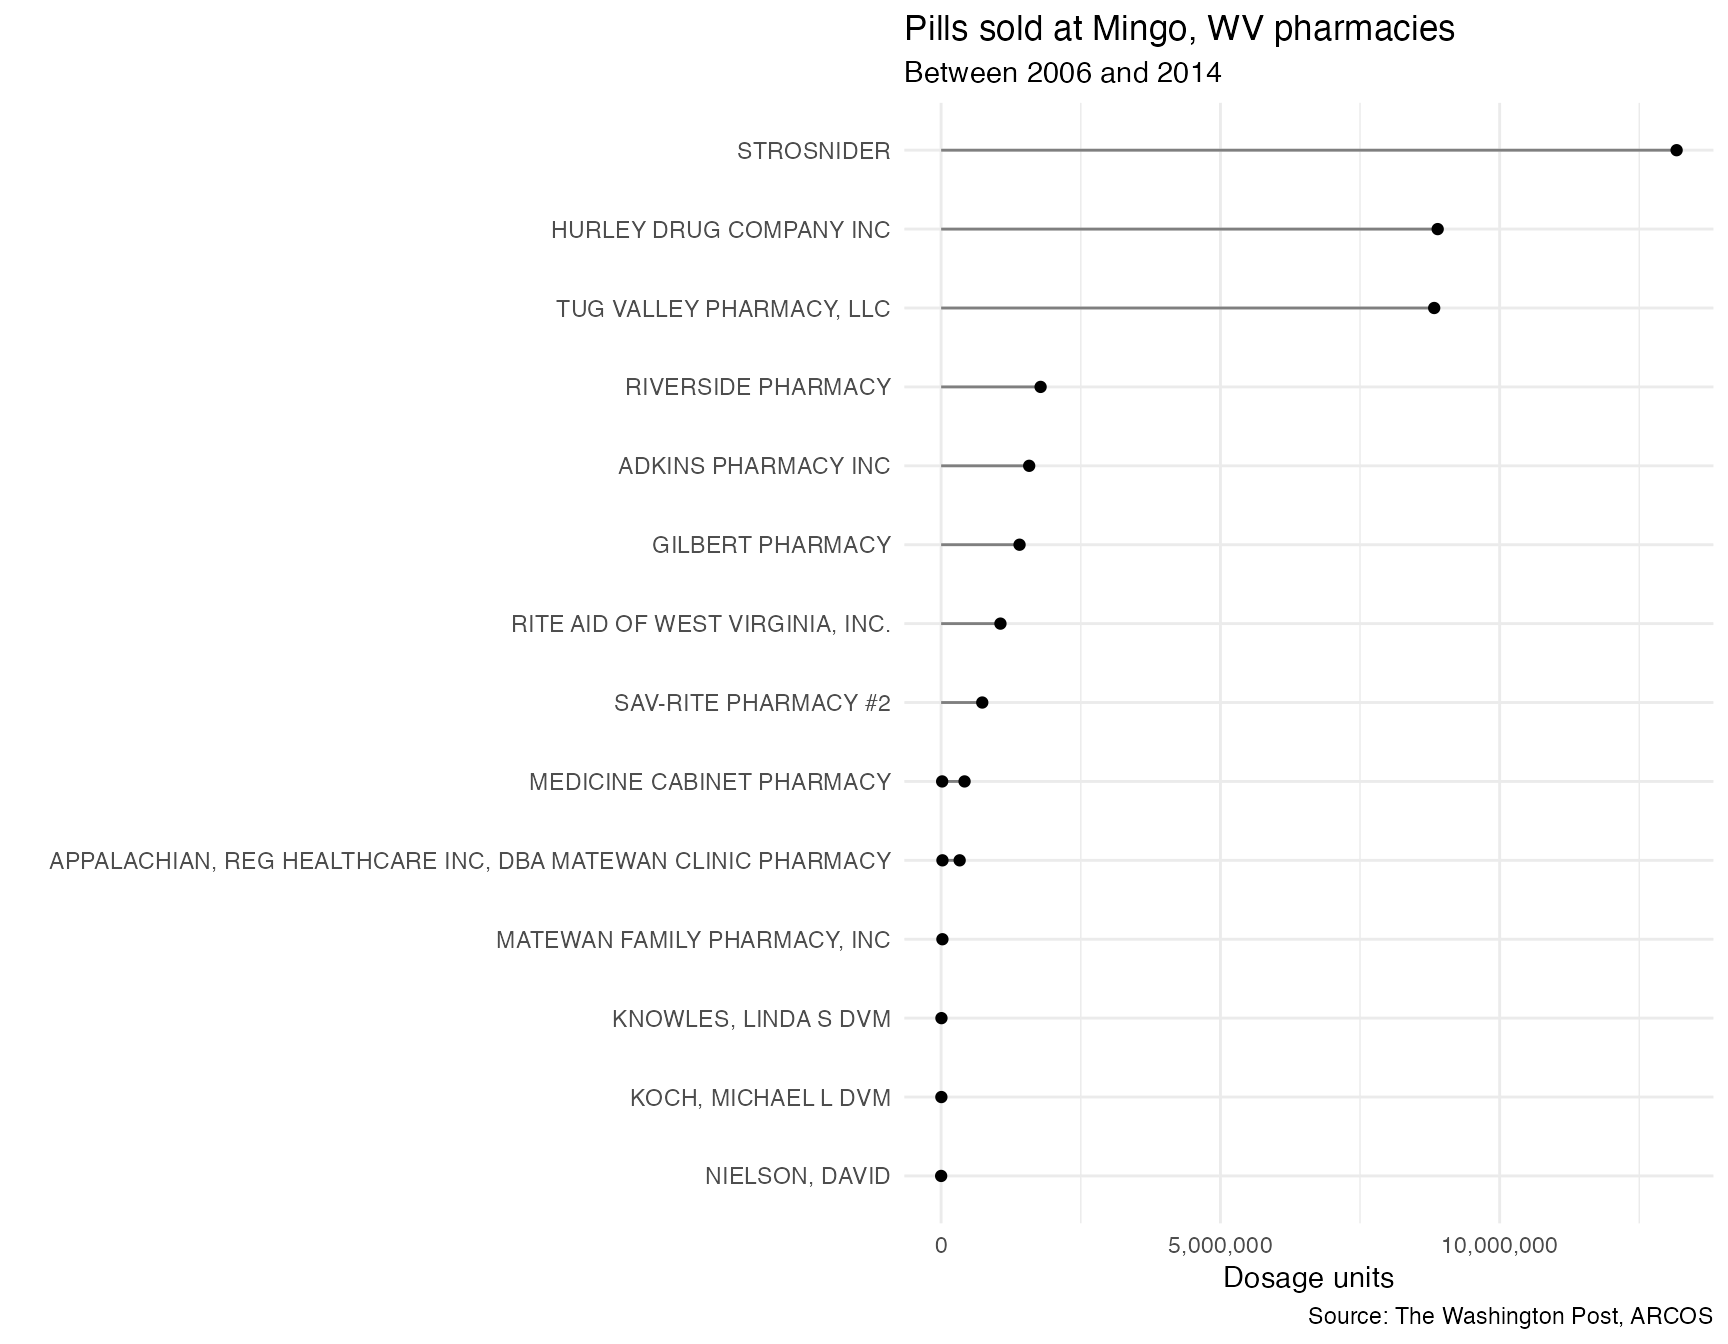 Pills sold at Mingo, WV pharmacies
Between 2006 and 2014
STROSNIDER
HURLEY DRUG COMPANY INC
TUG VALLEY PHARMACY, LLC
RIVERSIDE PHARMACY
ADKINS PHARMACY INC
GILBERT PHARMACY
RITE AID OF WEST VIRGINIA, INC.
SAV-RITE PHARMACY #2
MEDICINE CABINET PHARMACY
APPALACHIAN, REG HEALTHCARE INC, DBA MATEWAN CLINIC PHARMACY
MATEWAN FAMILY PHARMACY, INC
KNOWLES, LINDA S DVM
KOCH, MICHAEL L DVM
NIELSON, DAVID
0 5,000,000 10,000,000
Dosage units
Source: The Washington Post, ARCOS